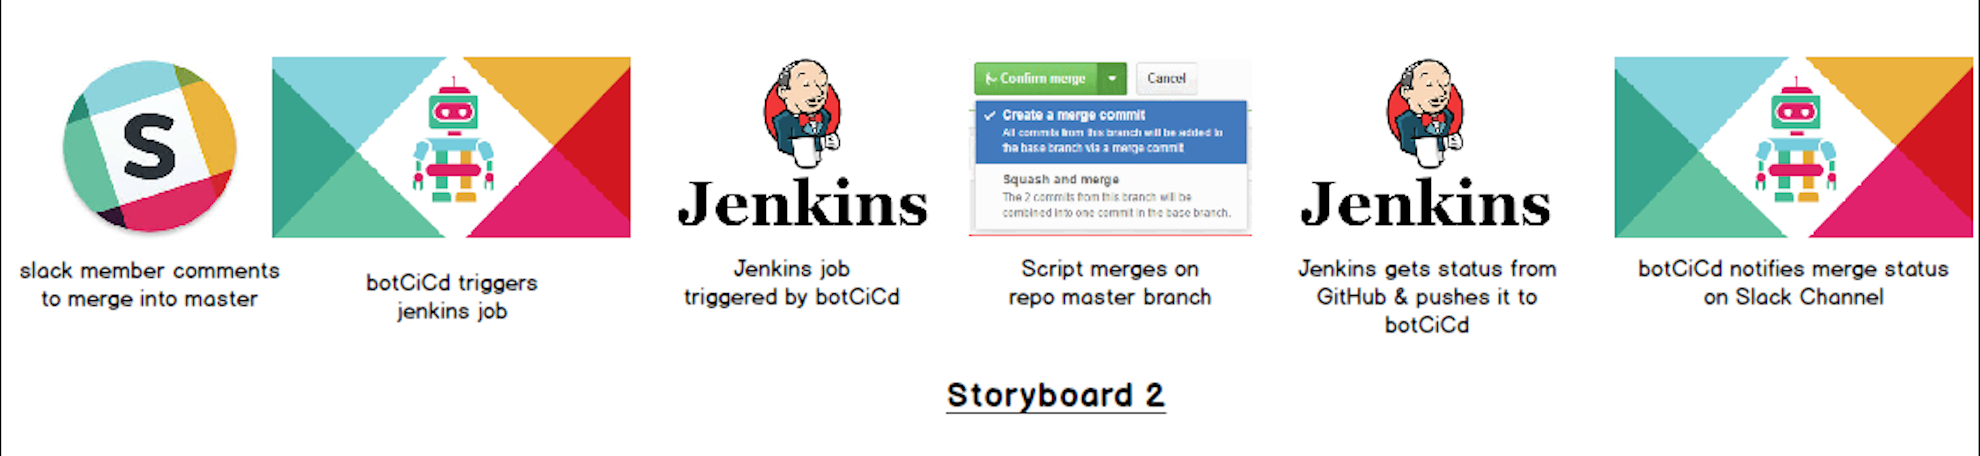 S
Confirm merge
Cancel
Create a merge commit
All commits from this branch will be added to
the base branch via a merge commit
Squash and merge
The 2 commits from this branch will be
combined into one commit in the base branch.
Jenkins
Jenkins
slack member comments
to merge into master
botCiCd triggers
jenkins job
Jenkins job
triggered by botCiCd
Script merges on
repo master branch
Jenkins gets status from
GitHub & pushes it to
botCiCd
botCiCd notifies merge status
on Slack Channel
Storyboard 2